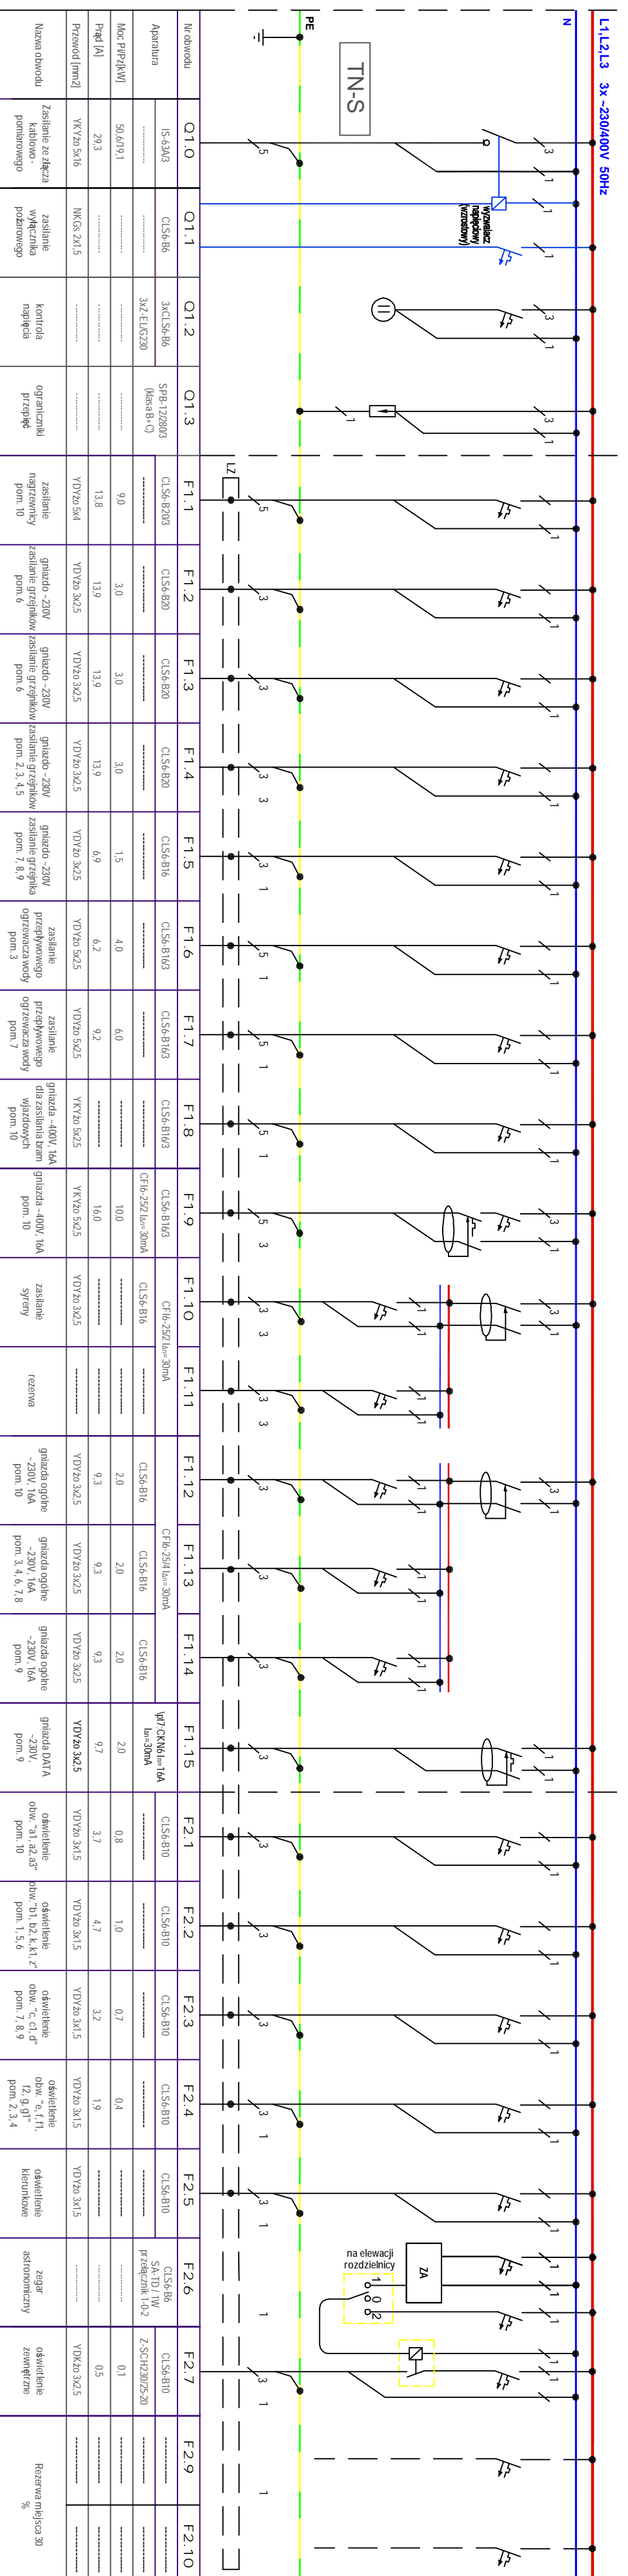 L1,L2,L3 3x ~230/400V 50Hz
N
PE
TN-S
wyzwalacz
napędowy
(wzrostowy)
3
1
1
1
3
1
3
1
1
5
LZ
na elewacji
rozdzielnicy
ZA
1 0 2
Nr obwodu
Aparatura
Moc Pi/Pz[kW]
Prąd [A]
Przewód [mm2]
Nazwa obwodu
Q1.0
IS-63A/3
------------
50,6/19,1
29,3
YKY 5x16
Zasilanie ze złącza
kablowo -
pomiarowego
Q1.1
CLS6-B6
------------
------------
NKGs 2x1,5
zasilanie
wyłącznika
pożarowego
Q1.2
3xCLS6-B6
3xZ-EL/G230
------------
------------
------------
kontrola
napięcia
Q1.3
SPB-12/280/3
(klasa B+C)
------------
------------
------------
ograniczniki
przepięć
F1.1
CLS6-B20/3
------------
9,0
13,8
YDYżo 5x4
zasilanie
nagrzewnicy
pom. 10
F1.2
CLS6-B20
------------
3,0
13,9
YDYżo 3x2,5
gniazdo ~230V
zasilanie grzejników
pom. 6
F1.3
CLS6-B20
------------
3,0
13,9
YDYżo 3x2,5
gniazdo ~230V
zasilanie grzejników
pom. 6
F1.4
CLS6-B20
------------
3,0
13,9
YDYżo 3x2,5
gniazdo ~230V
zasilanie grzejników
pom. 2, 3, 4,5
F1.5
CLS6-B16
------------
1,5
6,9
YDYżo 3x2,5
gniazdo ~230V
zasilanie grzejnika
pom. 7, 8, 9
F1.6
CLS6-B16/3
------------
4,0
6,2
YDYżo 5x2,5
zasilanie
przepływowego
ogrzewacza wody
pom. 3
F1.7
CLS6-B16/3
------------
6,0
9,2
YDYżo 5x2,5
zasilanie
przepływowego
ogrzewacza wody
pom. 7
F1.8
CLS6-B16/3
------------
------------
------------
YKYżo 5x2,5
gniazda ~400V, 16A
dla zasilania bram
wjazdowych
pom. 10
F1.9
CLS6-B16/3
CFI6-25/2 I∆n=30mA
10,0
16,0
YKYżo 5x2,5
gniazda ~400V, 16A
pom. 10
F1.10
CFI6-25/2 I∆n=30mA
CLS6-B16
------------
------------
YDYżo 3x2,5
zasilanie
syreny
F1.11
------------
------------
------------
------------
rezerwa
F1.12
CFI6-25/4 I∆n=30mA
CLS6-B16
2,0
9,3
YDYżo 3x2,5
gniazda ogólne
~230V, 16A
pom. 10
F1.13
CLS6-B16
2,0
9,3
YDYżo 3x2,5
gniazda ogólne
~230V, 16A
pom. 3, 4, 6, 7, 8
F1.14
CLS6-B16
2,0
9,3
YDYżo 3x2,5
gniazda ogólne
~230V, 16A
pom. 9
F1.15
\pt7;CKN6 In=16A
I∆n=30mA
2,0
9,7
YDYżo 3x2,5
gniazda DATA
~230V,
pom. 9
F2.1
CLS6-B10
------------
0,8
3,7
YDYżo 3x1,5
oświetlenie
obw. "a1, a2, a3"
pom. 10
F2.2
CLS6-B10
------------
1,0
4,7
YDYżo 3x1,5
oświetlenie
obw."b1, b2, k, k1, z"
pom. 1, 5, 6
F2.3
CLS6-B10
------------
0,7
3,2
YDYżo 3x1,5
oświetlenie
obw. "c, c1, d"
pom. 7, 8, 9
F2.4
CLS6-B10
------------
0,4
1,9
YDYżo 3x1,5
oświetlenie
obw. "e, f, f1,
f2, g, g1"
pom. 2, 3, 4
F2.5
CLS6-B10
------------
------------
------------
YDYżo 3x1,5
oświetlenie
kierunkowe
F2.6
CLS6-B6
SA-TD / 1W
przełącznik 1-0-2
------------
------------
------------
zegar
astronomiczny
F2.7
CLS6-B10
Z-SCH230/25-20
0,1
0,5
YDKżo 3x2,5
oświetlenie
zewnętrzne
F2.9
------------
------------
------------
------------
------------
F2.10
------------
------------
------------
------------
------------
Rezerwa miejsca 30
%